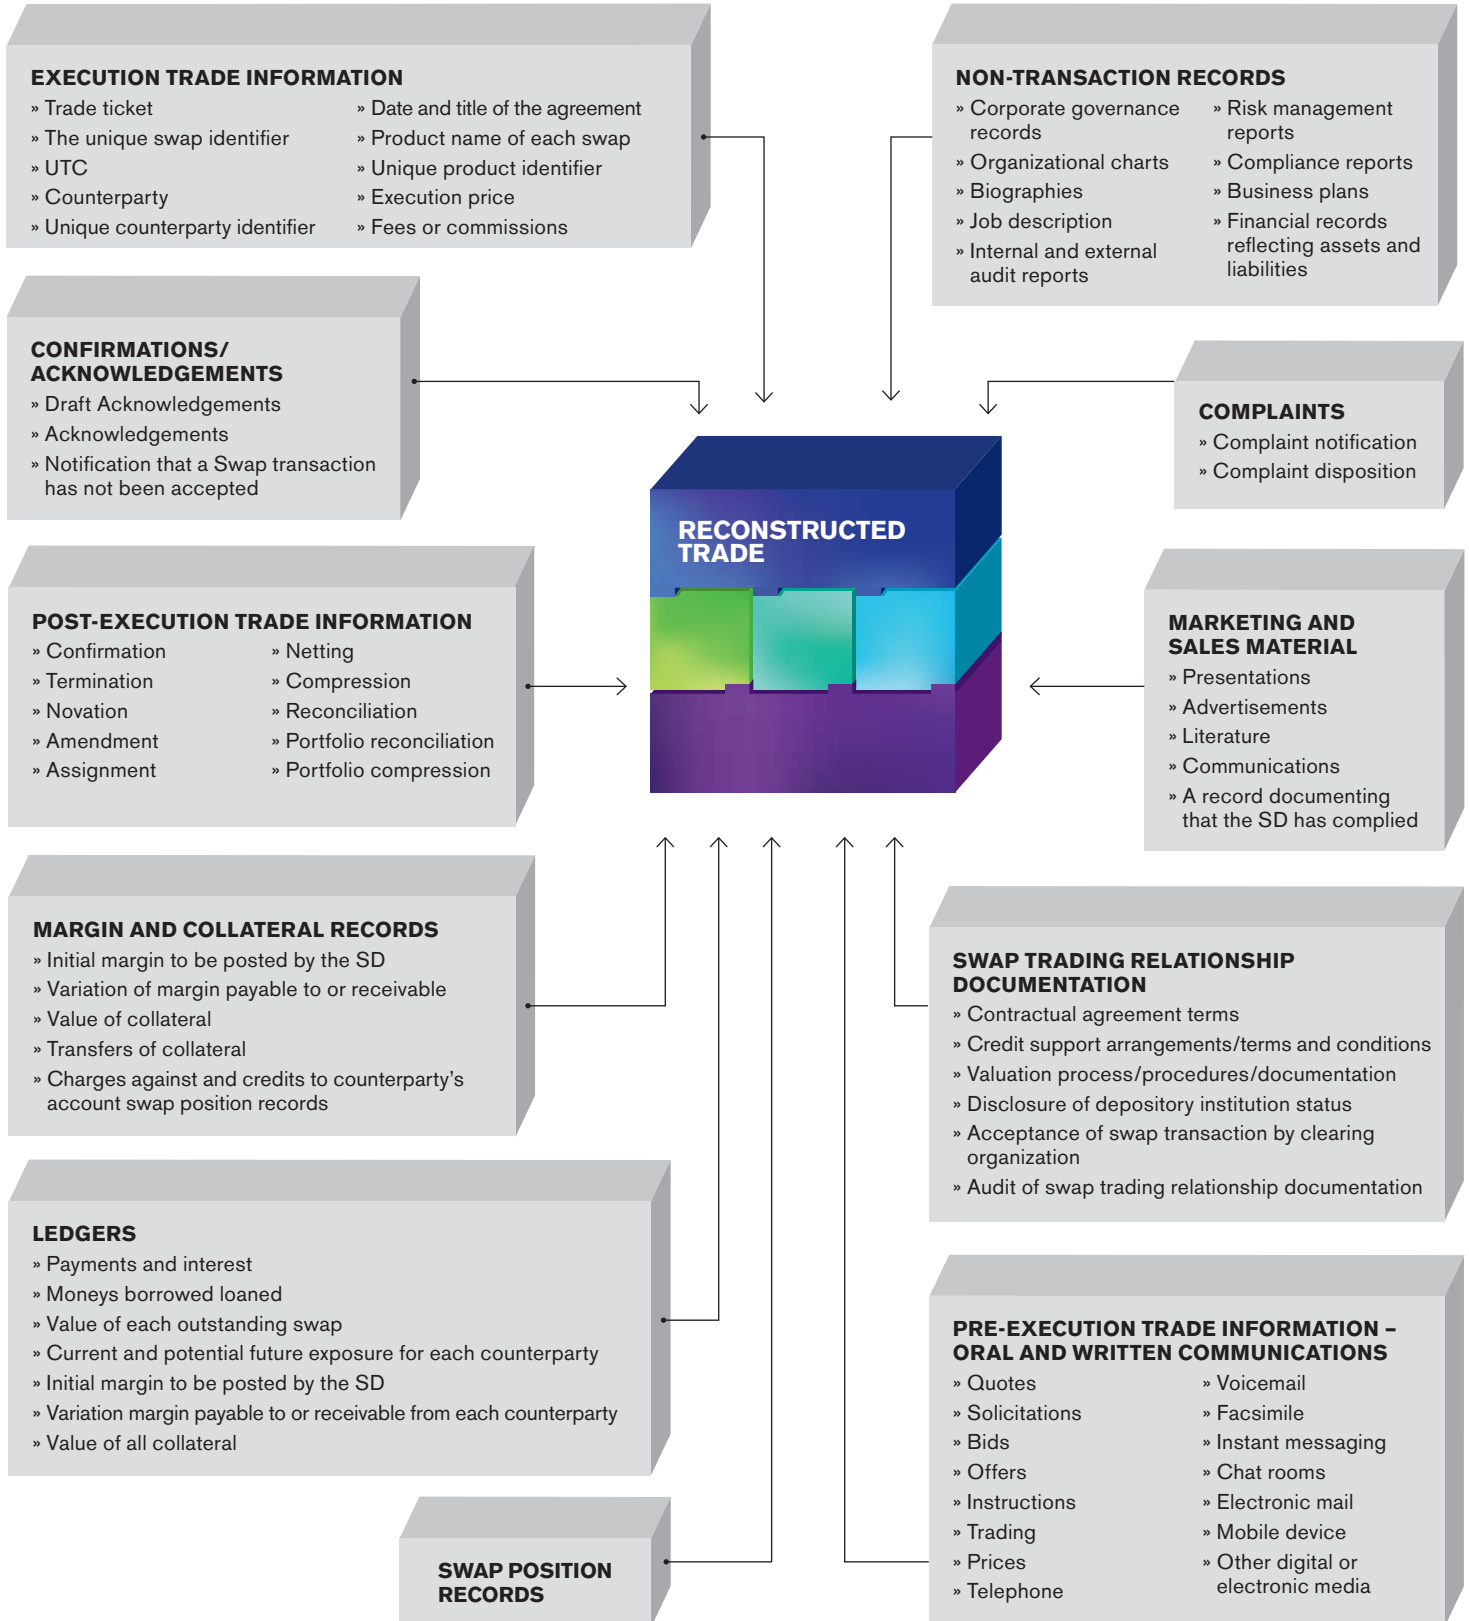 EXECUTION TRADE INFORMATION
» Trade ticket
» The unique swap identifier
» UTC
» Counterparty
» Unique counterparty identifier
» Date and title of the agreement
» Product name of each swap
» Unique product identifier
» Execution price
» Fees or commissions
NON-TRANSACTION RECORDS
» Corporate governance
records
» Organizational charts
» Biographies
» Job description
» Internal and external
audit reports
» Risk management
reports
» Compliance reports
» Business plans
» Financial records
reflecting assets and
liabilities
CONFIRMATIONS/
ACKNOWLEDGEMENTS
» Draft Acknowledgements
» Acknowledgements
» Notification that a Swap transaction
has not been accepted
COMPLAINTS
» Complaint notification
» Complaint disposition
RECONSTRUCTED
TRADE
POST-EXECUTION TRADE INFORMATION
» Confirmation
» Termination
» Novation
» Amendment
» Assignment
» Netting
» Compression
» Reconciliation
» Portfolio reconciliation
» Portfolio compression
MARKETING AND
SALES MATERIAL
» Presentations
» Advertisements
» Literature
» Communications
» A record documenting
that the SD has complied
MARGIN AND COLLATERAL RECORDS
» Initial margin to be posted by the SD
» Variation of margin payable to or receivable
» Value of collateral
» Transfers of collateral
» Charges against and credits to counterparty’s
account swap position records
SWAP TRADING RELATIONSHIP
DOCUMENTATION
» Contractual agreement terms
» Credit support arrangements/terms and conditions
» Valuation process/procedures/documentation
» Disclosure of depository institution status
» Acceptance of swap transaction by clearing
organization
» Audit of swap trading relationship documentation
LEDGERS
» Payments and interest
» Moneys borrowed loaned
» Value of each outstanding swap
» Current and potential future exposure for each counterparty
» Initial margin to be posted by the SD
» Variation margin payable to or receivable from each counterparty
» Value of all collateral
PRE-EXECUTION TRADE INFORMATION –
ORAL AND WRITTEN COMMUNICATIONS
» Quotes
» Solicitations
» Bids
» Offers
» Instructions
» Trading
» Prices
» Telephone
» Voicemail
» Facsimile
» Instant messaging
» Chat rooms
» Electronic mail
» Mobile device
» Other digital or
electronic media
SWAP POSITION
RECORDS